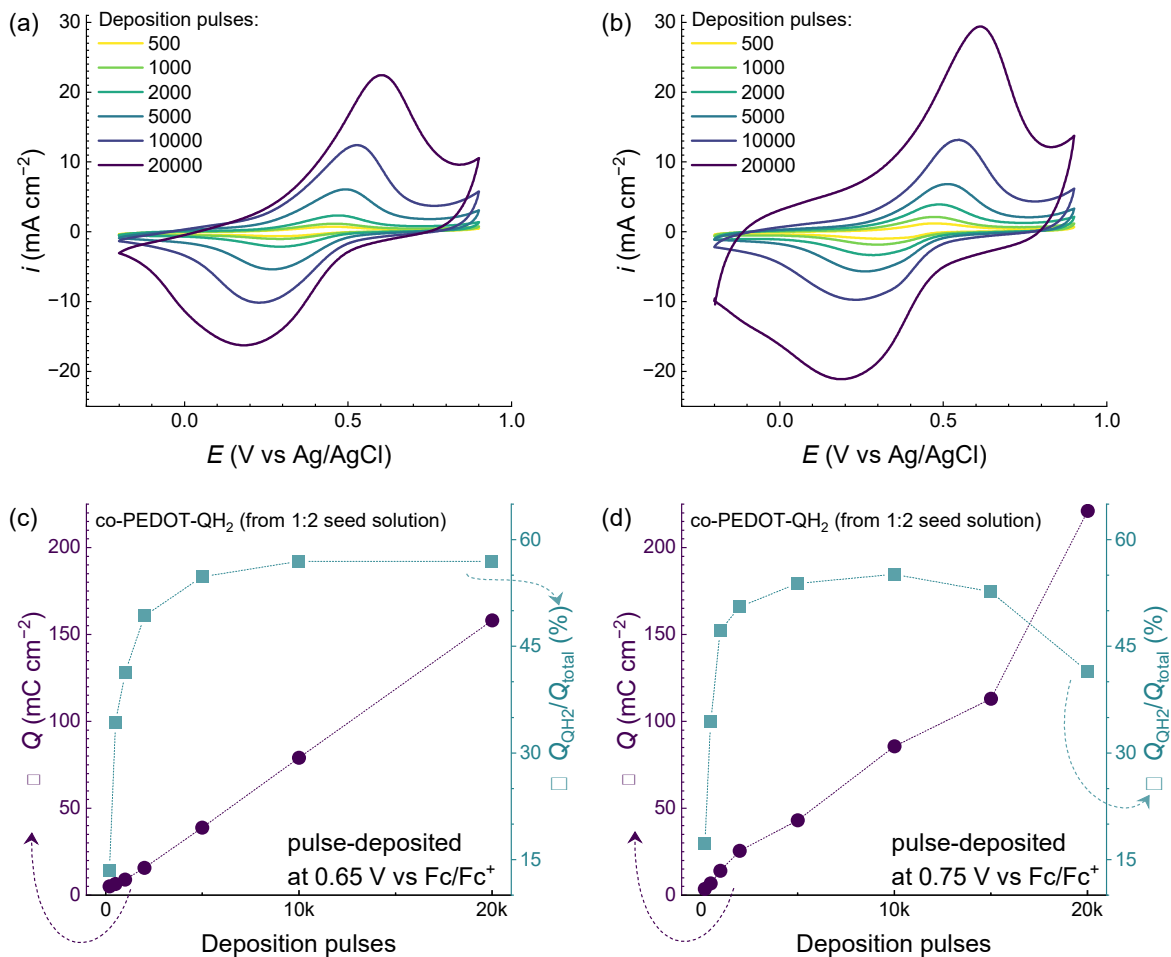 (a)
Deposition pulses:
500
1000
2000
5000
10000
20000
30
20
10
0
−10
−20
i (mA cm⁻²)
0.0 0.5 1.0
E (V vs Ag/AgCl)
(b)
Deposition pulses:
500
1000
2000
5000
10000
20000
30
20
10
0
−10
−20
i (mA cm⁻²)
0.0 0.5 1.0
E (V vs Ag/AgCl)
(c)
co-PEDOT-QH₂ (from 1:2 seed solution)
200
150
100
50
0
□ Q (mC cm⁻²)
60
45
30
15
□ Q_QH2/Q_total (%)
pulse-deposited
at 0.65 V vs Fc/Fc⁺
0 10k 20k
Deposition pulses
(d)
co-PEDOT-QH₂ (from 1:2 seed solution)
200
150
100
50
0
□ Q (mC cm⁻²)
60
45
30
15
□ Q_QH2/Q_total (%)
pulse-deposited
at 0.75 V vs Fc/Fc⁺
0 10k 20k
Deposition pulses